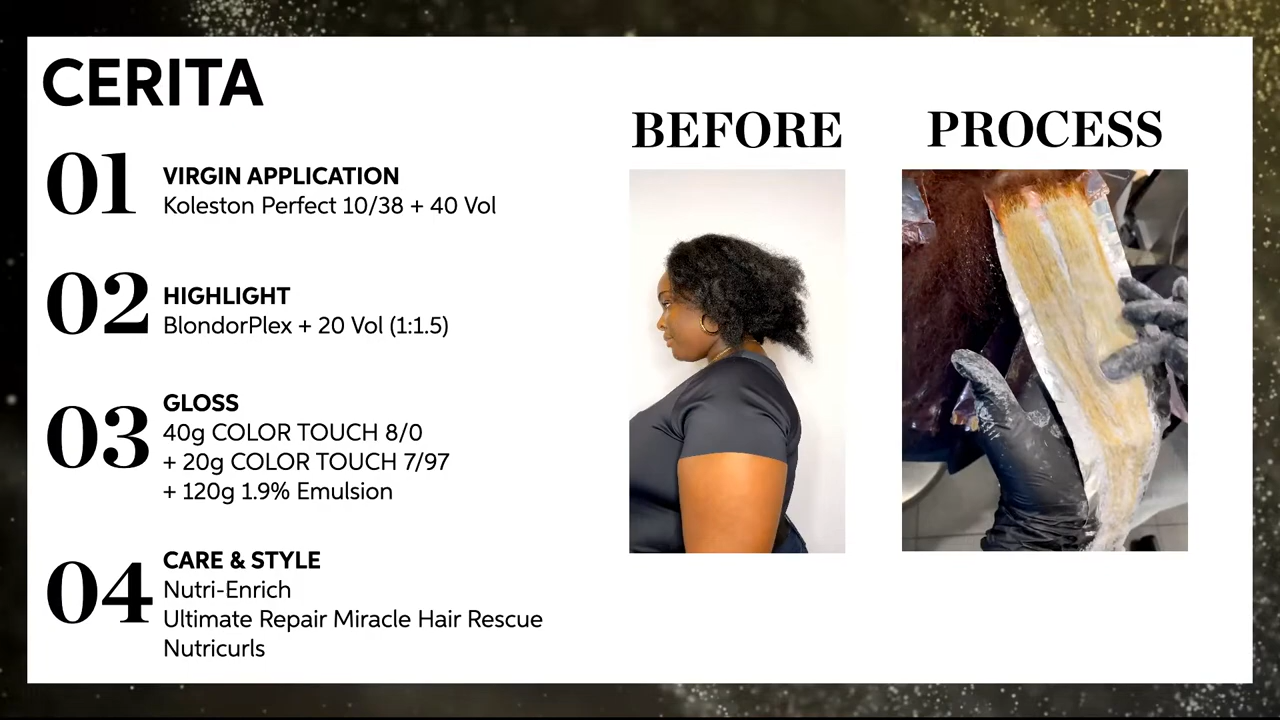 CERITA
01
VIRGIN APPLICATION
Koleston Perfect 10/38 + 40 Vol
02
HIGHLIGHT
BlondorPlex + 20 Vol (1:1.5)
03
GLOSS
40g COLOR TOUCH 8/0
+ 20g COLOR TOUCH 7/97
+ 120g 1.9% Emulsion
04
CARE & STYLE
Nutri-Enrich
Ultimate Repair Miracle Hair Rescue
Nutricurls
BEFORE
PROCESS